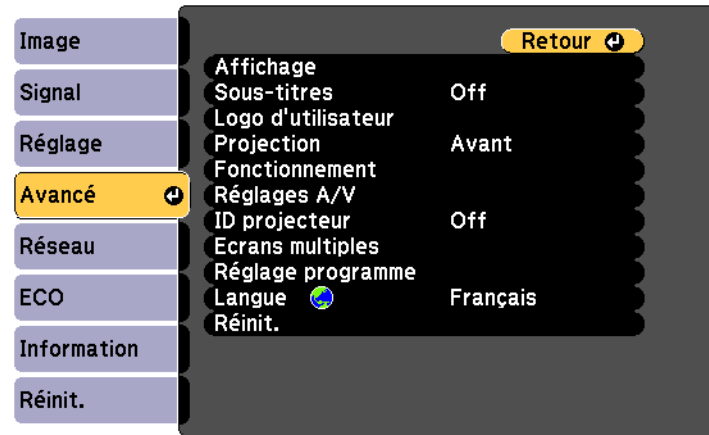 Image
Signal
Réglage
Avancé
Réseau
ECO
Information
Réinit.
Retour
Affichage
Sous-titres Off
Logo d'utilisateur
Projection Avant
Fonctionnement
Réglages A/V
ID projecteur Off
Ecrans multiples
Réglage programme
Langue Français
Réinit.